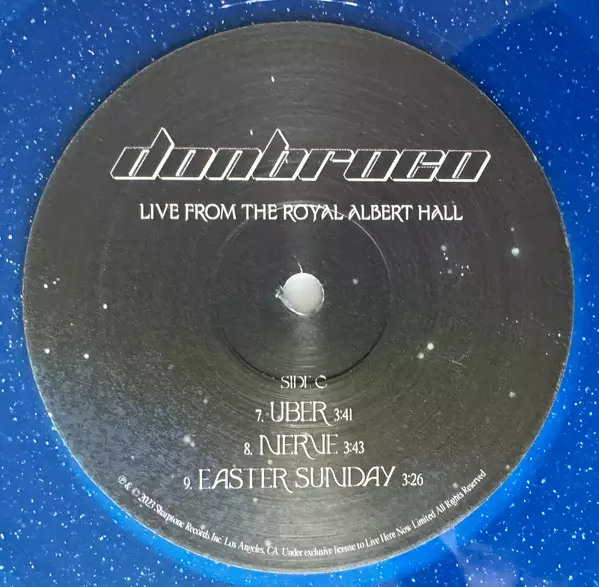 donbroco
LIVE FROM THE ROYAL ALBERT HALL
SIDE C
7. UBER 3:41
8. NERVE 3:43
9. EASTER SUNDAY 3:26
℗ & © 2023 Sharptone Records Inc. Los Angeles, CA. Under exclusive license to Live Here Now Limited All Rights Reserved